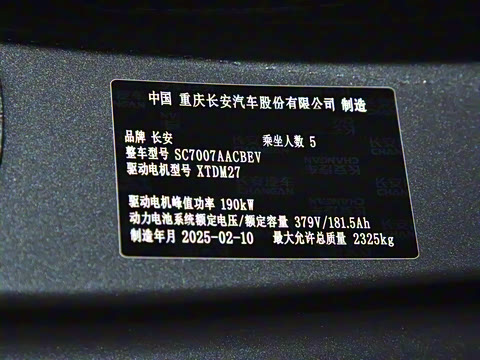 中国 重庆长安汽车股份有限公司 制造
品牌 长安 乘坐人数 5
整车型号 SC7007AACBEV
驱动电机型号 XTDM27
驱动电机峰值功率 190kW
动力电池系统额定电压/额定容量 379V/181.5Ah
制造年月 2025-02-10 最大允许总质量 2325kg